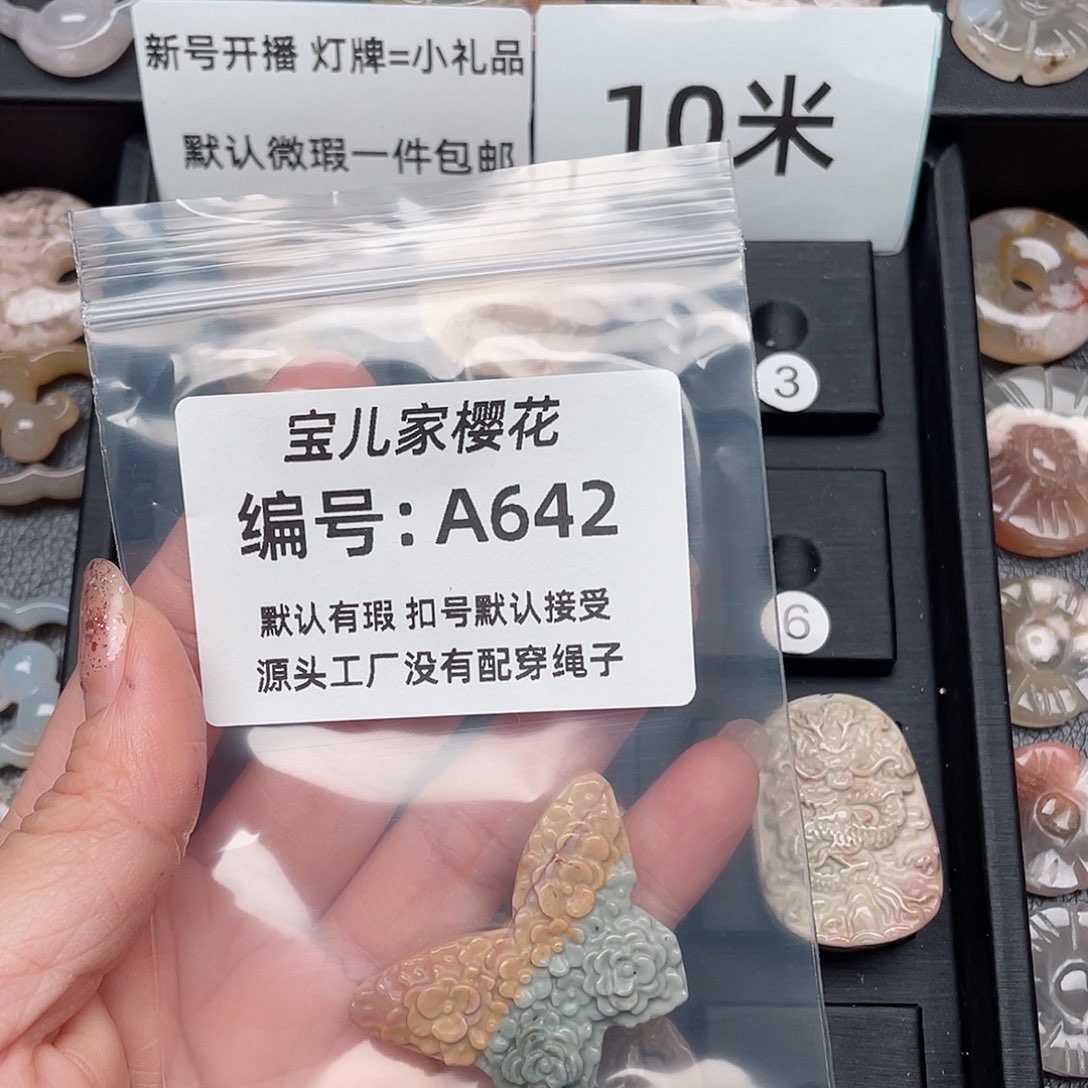 新号开播 灯牌=小礼品
默认微瑕一件包邮
10米
宝儿家樱花
编号：A642
默认有瑕 扣号默认接受
源头工厂没有配穿绳子
3
6